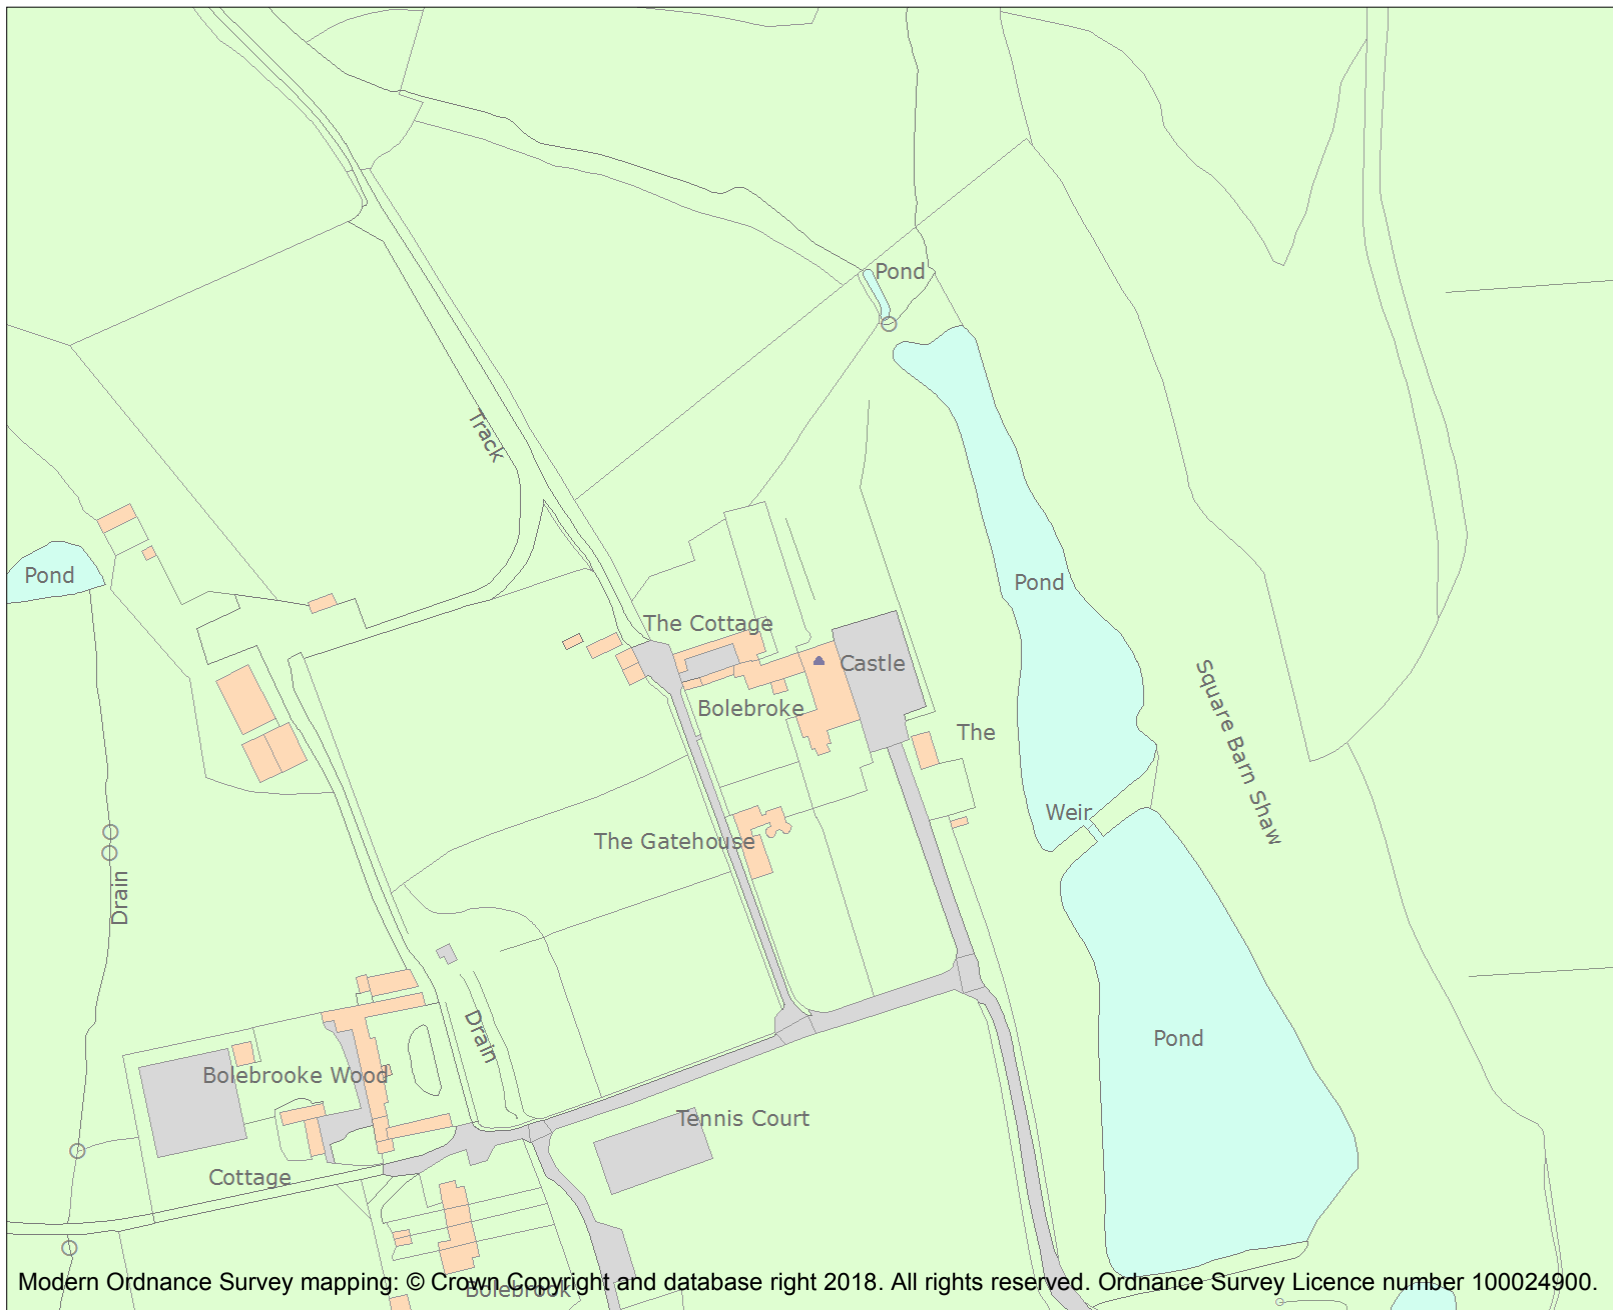 Pond
Track
Pond
Pond
The Cottage
Castle
Bolebroke
The
Square Barn Shaw
Weir
The Gatehouse
Drain
Drain
Pond
Bolebrooke Wood
Tennis Court
Cottage
Bolebrook
Modern Ordnance Survey mapping: © Crown Copyright and database right 2018. All rights reserved. Ordnance Survey Licence number 100024900.